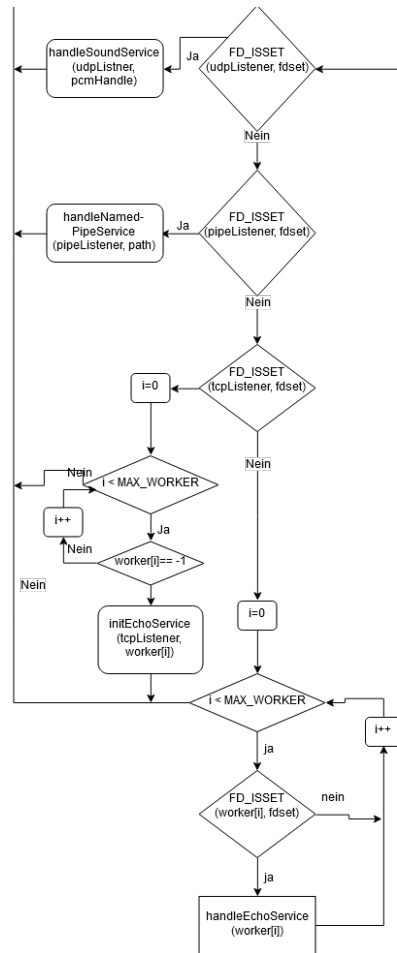 handleSoundService
(udpListner,
pcmHandle)
Ja
FD_ISSET
(udpListener, fdset)
Nein
handleNamed-
PipeService
(pipeListener, path)
Ja
FD_ISSET
(pipeListener, fdset)
Nein
FD_ISSET
(tcpListener, fdset)
i=0
Nein
Nein
i < MAX_WORKER
i++
Ja
Nein
worker[i]== -1
Nein
initEchoService
(tcpListener,
worker[i])
i=0
i < MAX_WORKER
i++
ja
FD_ISSET
(worker[i], fdset)
nein
ja
handleEchoService
(worker[i])